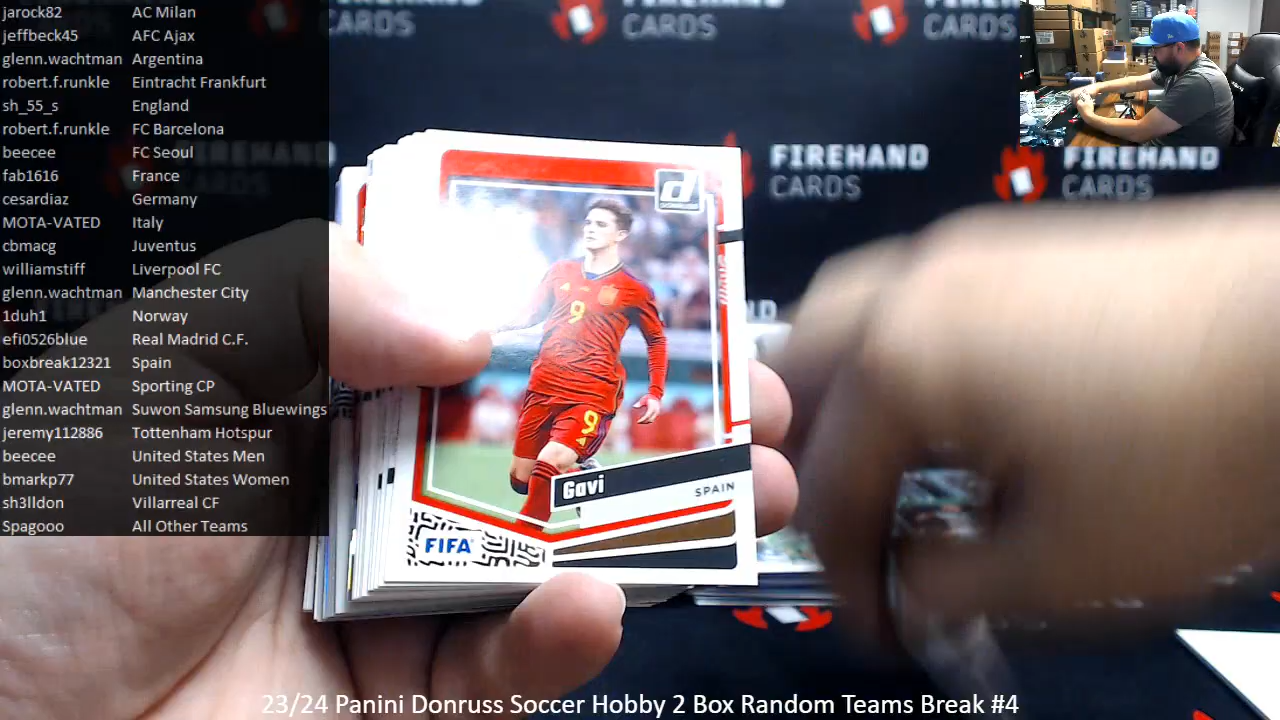 jarock82 AC Milan
jeffbeck45 AFC Ajax
glenn.wachtman Argentina
robert.f.runkle Eintracht Frankfurt
sh_55_s England
robert.f.runkle FC Barcelona
beecee FC Seoul
fab1616 France
cesardiaz Germany
MOTA-VATED Italy
cbmacg Juventus
williamstiff Liverpool FC
glenn.wachtman Manchester City
1duh1 Norway
efi0526blue Real Madrid C.F.
boxbreak12321 Spain
MOTA-VATED Sporting CP
glenn.wachtman Suwon Samsung Bluewings
jeremy112886 Tottenham Hotspur
beecee United States Men
bmarkp77 United States Women
sh3lldon Villarreal CF
Spagooo All Other Teams
CARDS
CARDS
CARDS
FIREHAND
CARDS
FIREHAND
CARDS
d
9
9
Gavi
SPAIN
FIFA
23/24 Panini Donruss Soccer Hobby 2 Box Random Teams Break #4